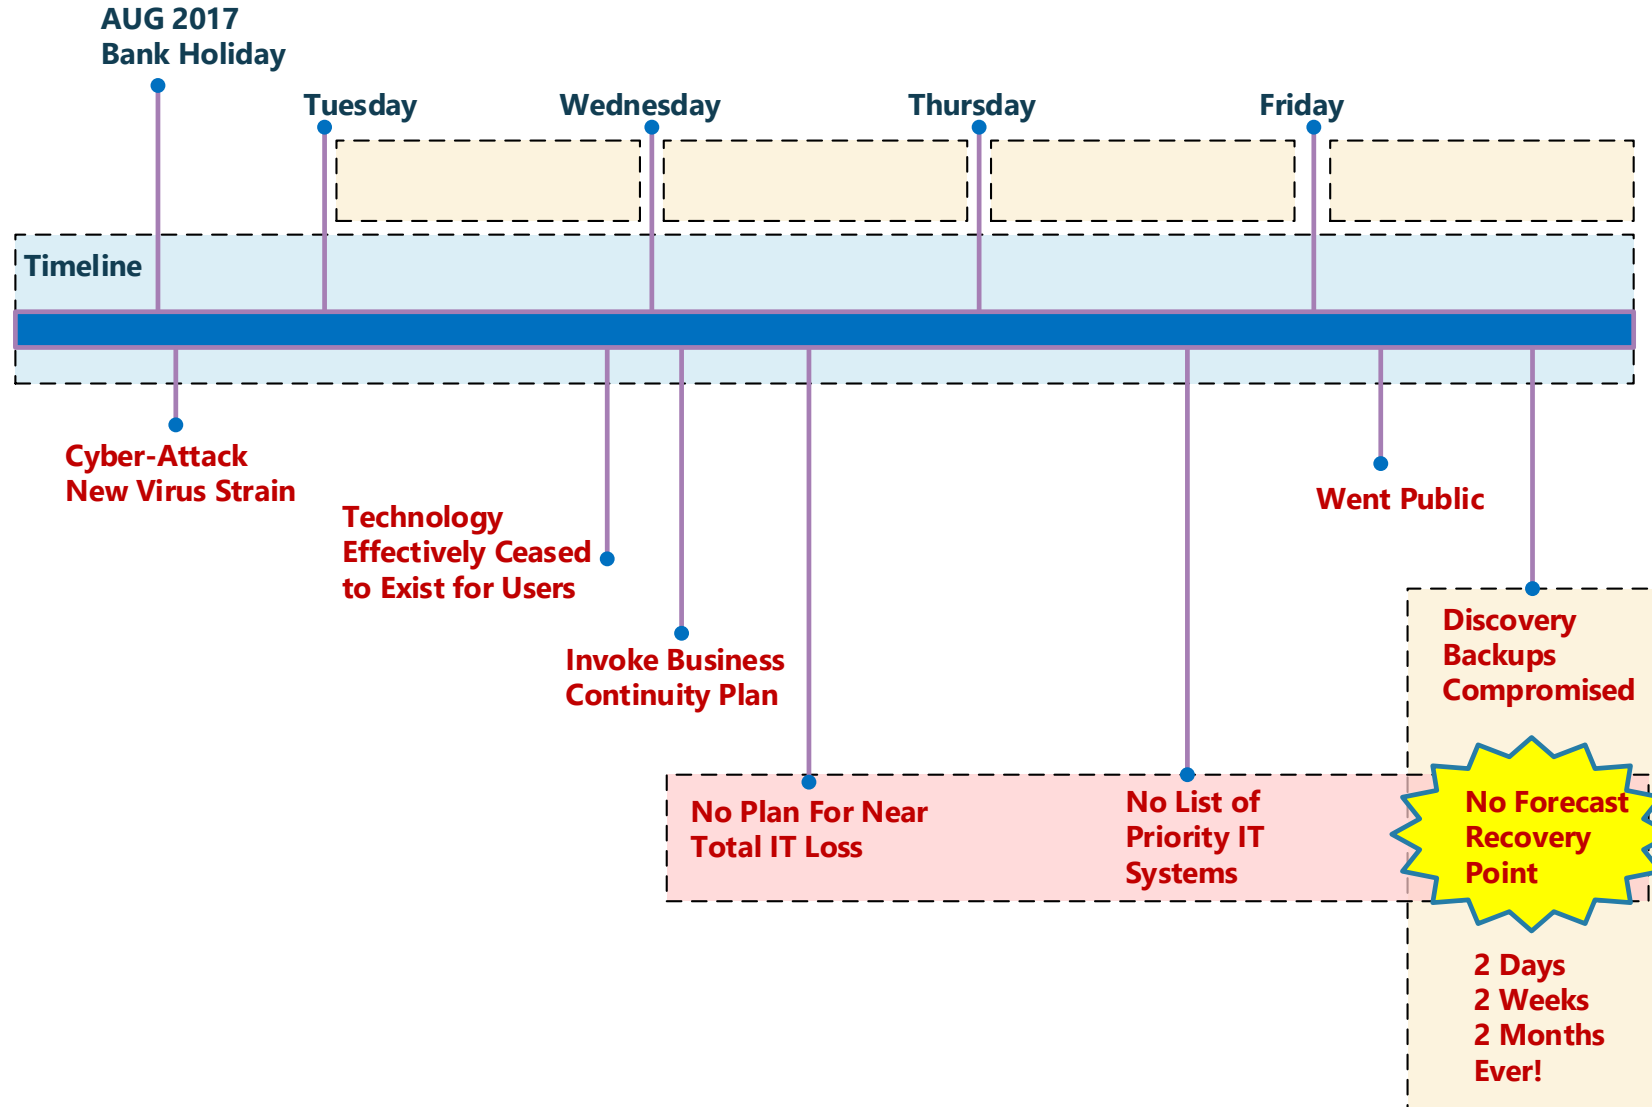 AUG 2017
Bank Holiday
Tuesday
Wednesday
Thursday
Friday
Timeline
Cyber-Attack
New Virus Strain
Technology
Effectively Ceased
to Exist for Users
Invoke Business
Continuity Plan
No Plan For Near
Total IT Loss
No List of
Priority IT
Systems
Went Public
Discovery
Backups
Compromised
No Forecast
Recovery
Point
2 Days
2 Weeks
2 Months
Ever!